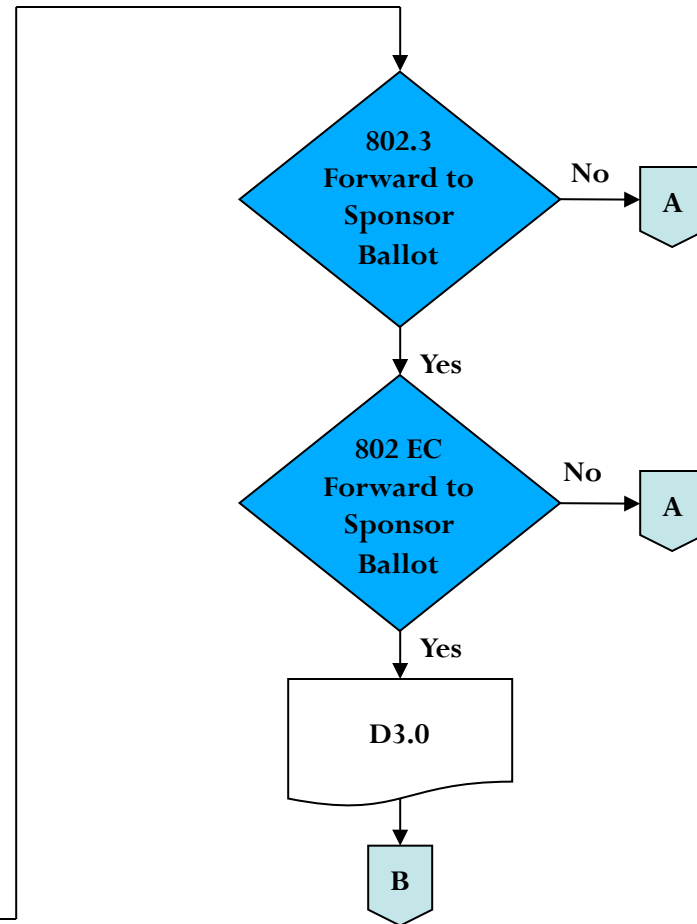 802.3
Forward to
Sponsor
Ballot
No
A
Yes
802 EC
Forward to
Sponsor
Ballot
No
A
Yes
D3.0
B